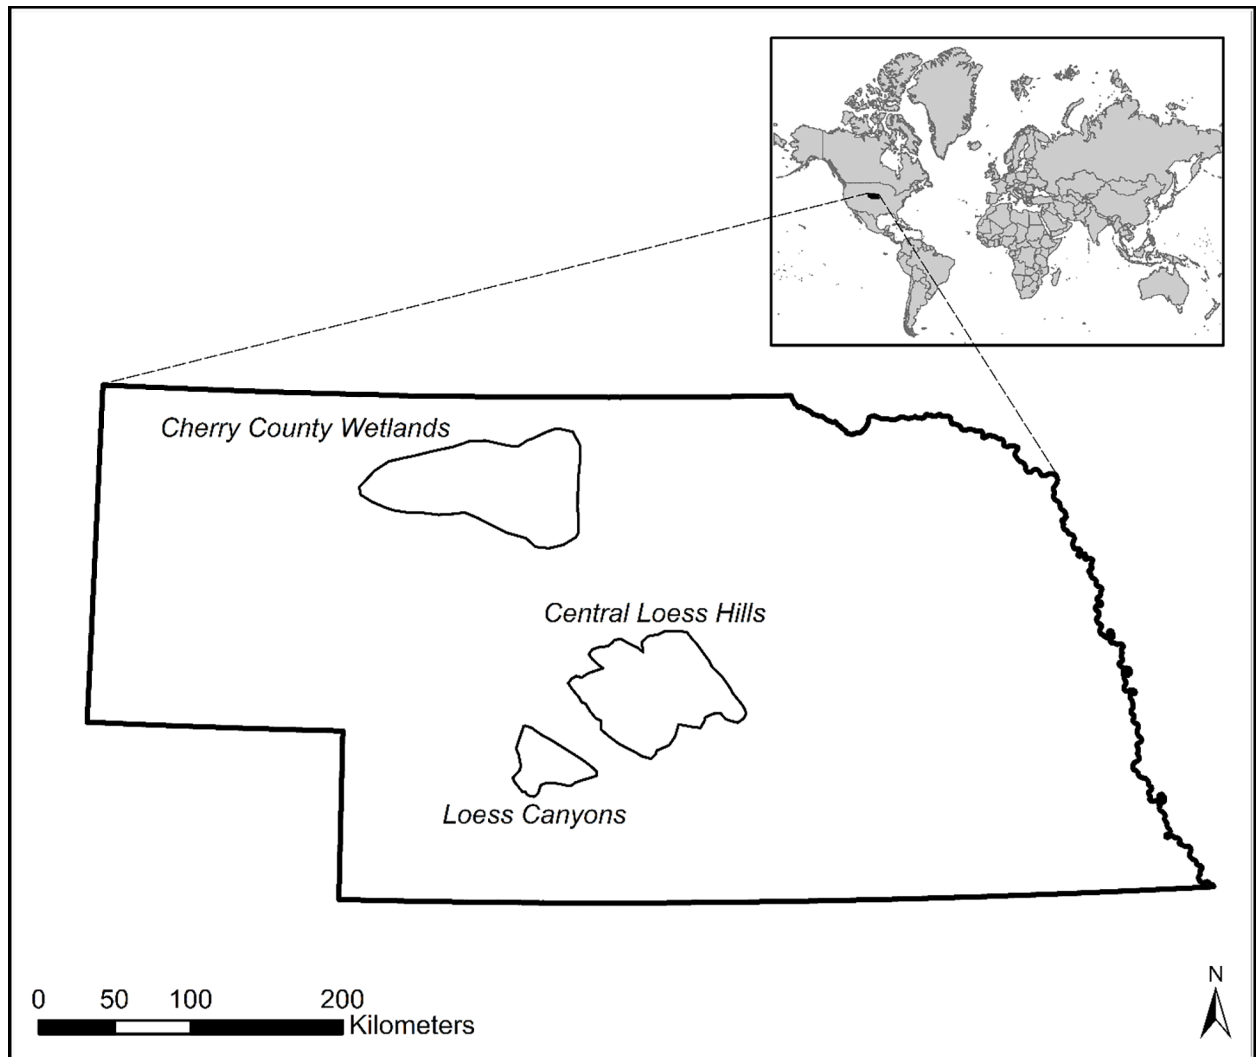 Cherry County Wetlands
Central Loess Hills
Loess Canyons
N
0 50 100 200
Kilometers